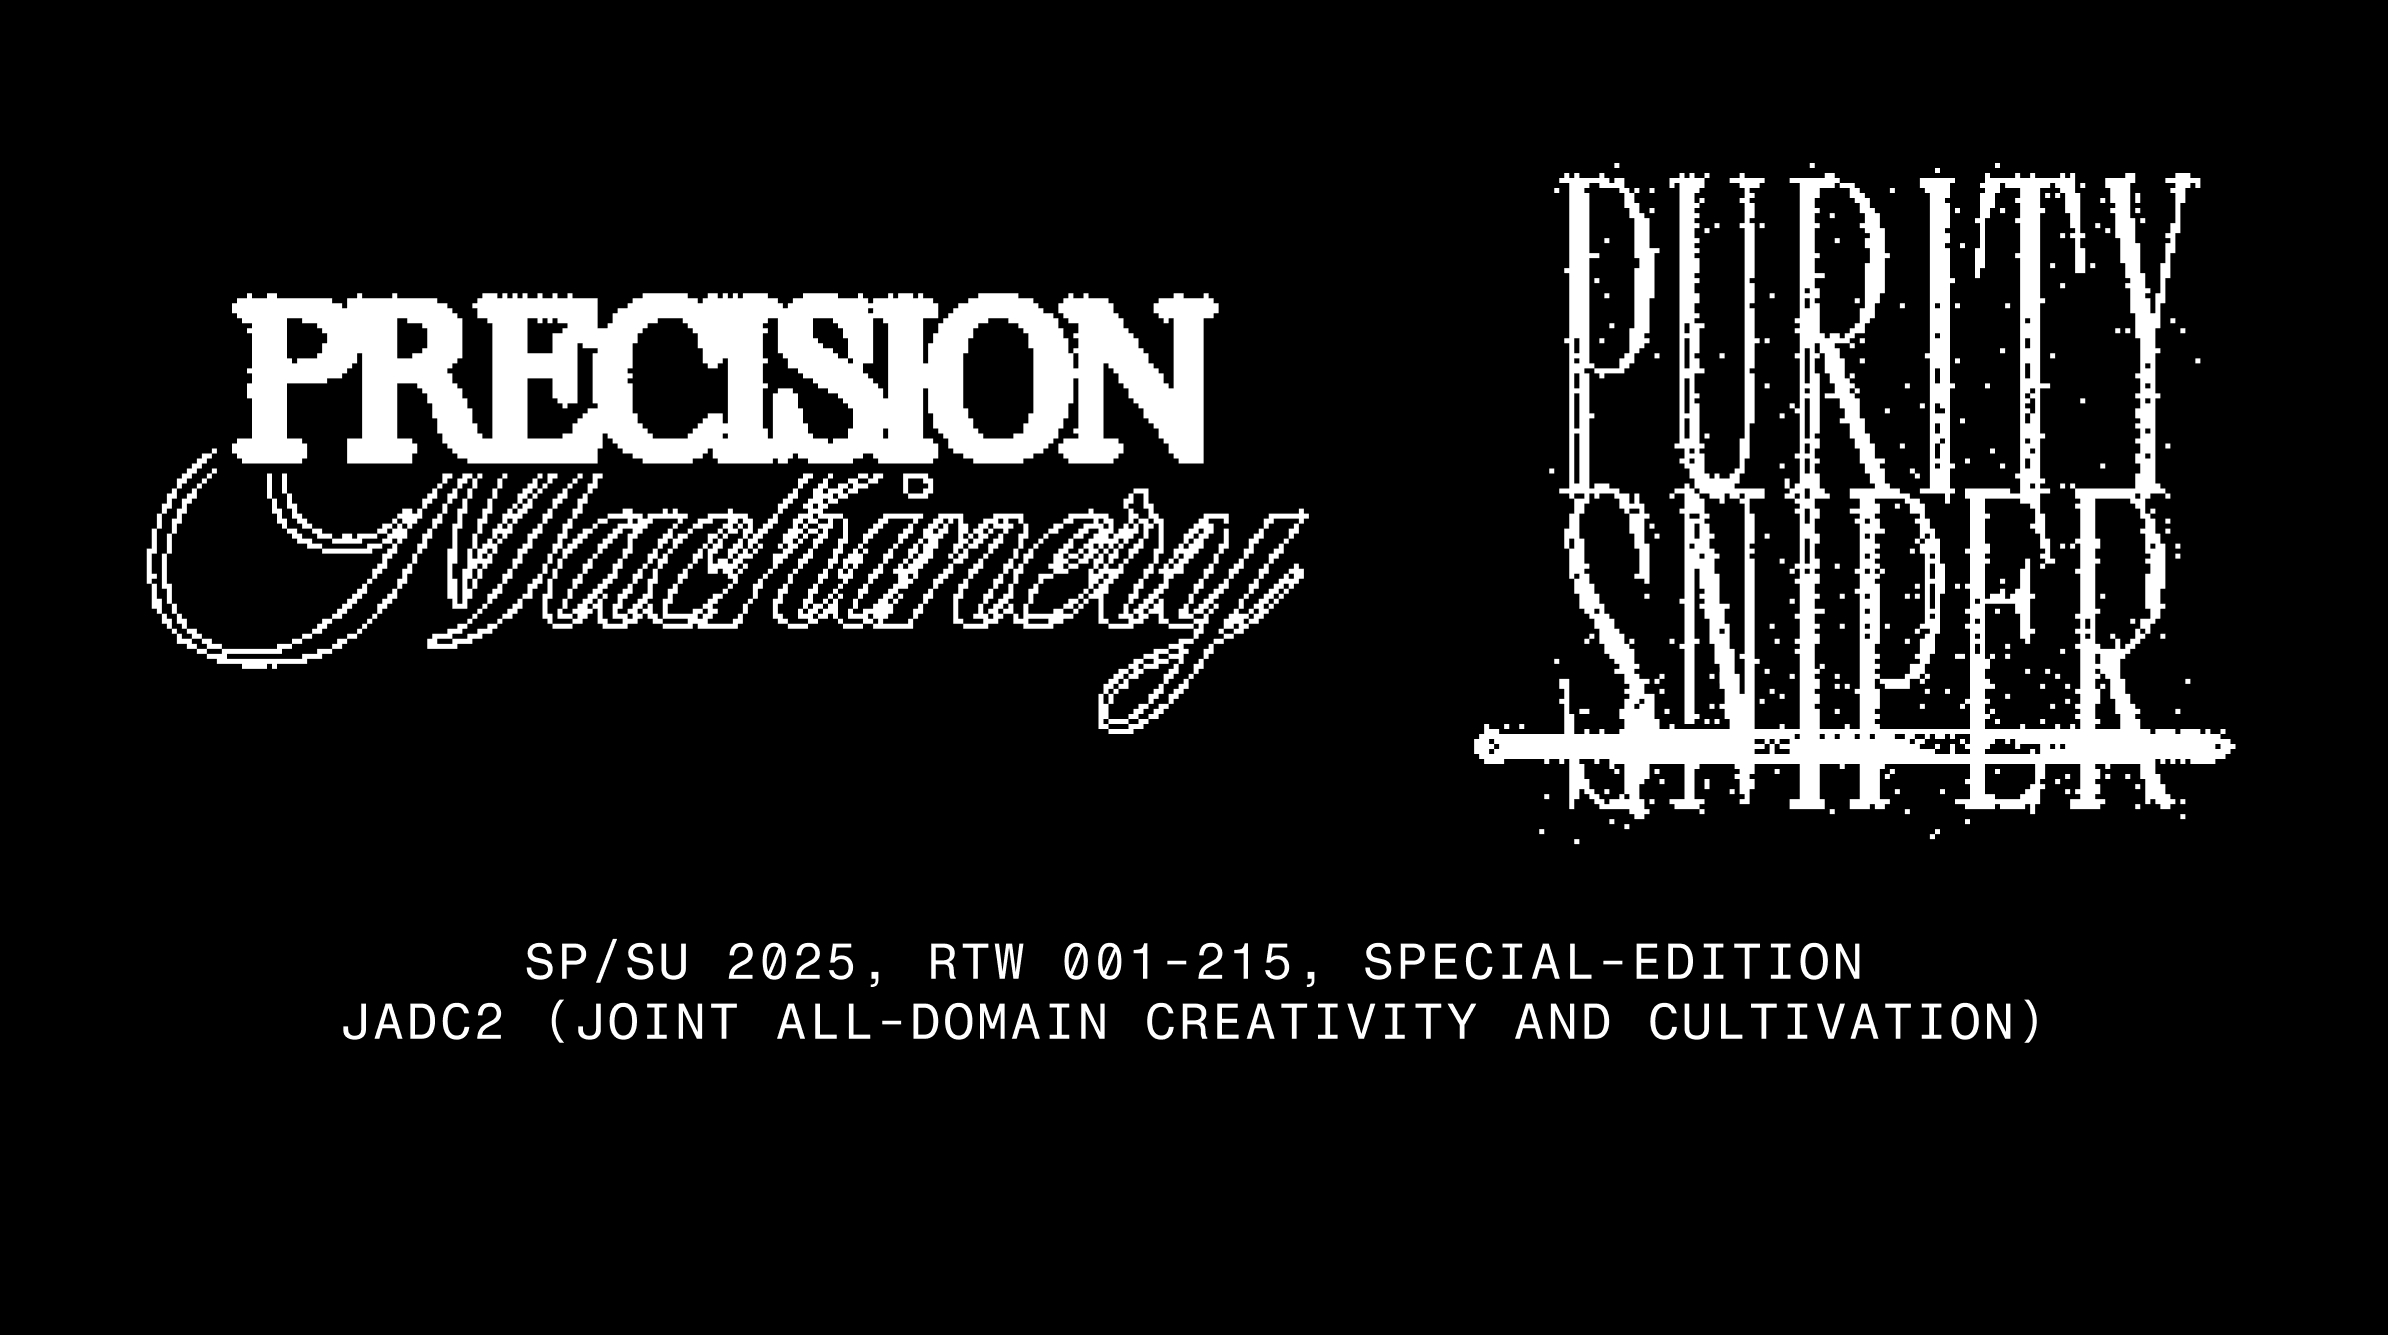 PRECISION
Machinery
PURITY
SNIPER
SP/SU 2025, RTW 001-215, SPECIAL-EDITION
JADC2 (JOINT ALL-DOMAIN CREATIVITY AND CULTIVATION)